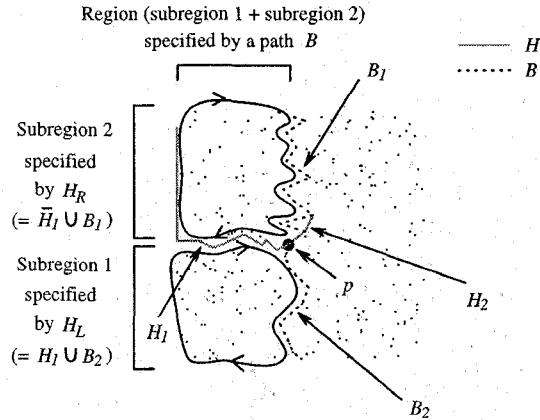 Region (subregion 1 + subregion 2)
specified by a path B
H
B
B1
Subregion 2
specified
by HR
(= H̄1 ∪ B1)
Subregion 1
specified
by HL
(= H1 ∪ B2)
H1
p
H2
B2